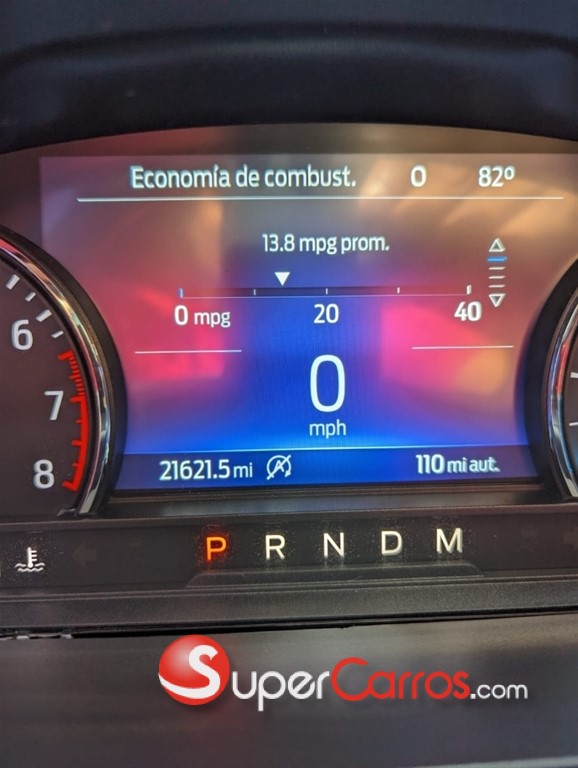 Economía de combust. O 82º
13.8 mpg prom.
0 mpg 20 40
6
7
8
0
mph
21621.5 mi 110 mi aut.
P R N D M
SuperCarros.com